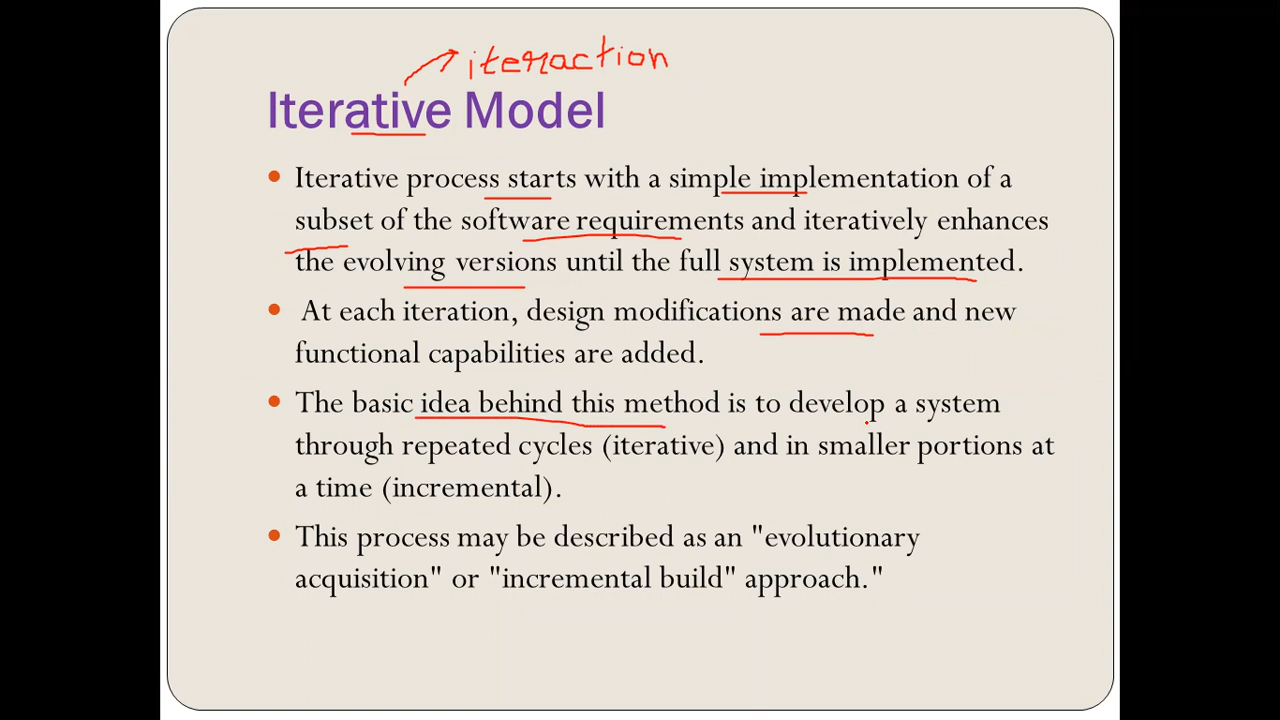 iteraction
Iterative Model
• Iterative process starts with a simple implementation of a
subset of the software requirements and iteratively enhances
the evolving versions until the full system is implemented.
• At each iteration, design modifications are made and new
functional capabilities are added.
• The basic idea behind this method is to develop a system
through repeated cycles (iterative) and in smaller portions at
a time (incremental).
• This process may be described as an "evolutionary
acquisition" or "incremental build" approach."